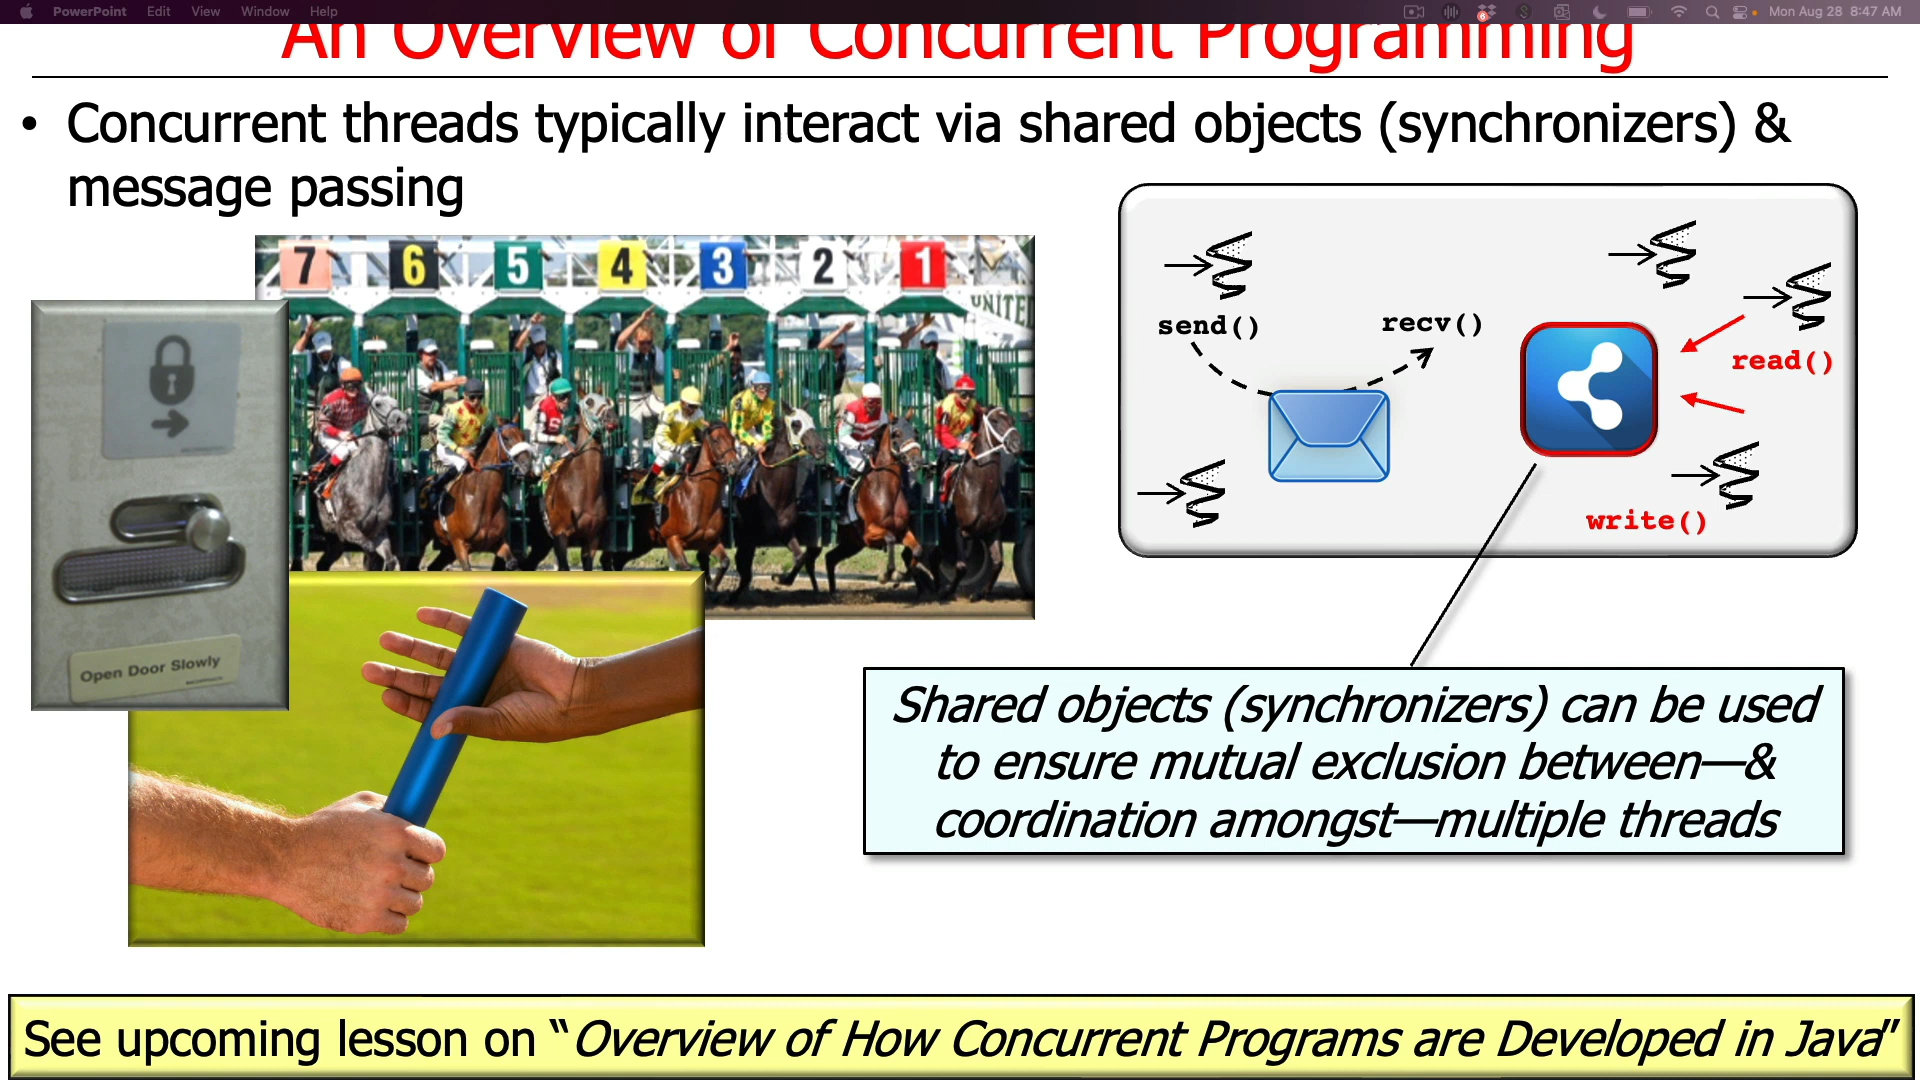 PowerPoint Edit View Window Help
6
Mon Aug 28 8:47 AM
An Overview of Concurrent Programming
• Concurrent threads typically interact via shared objects (synchronizers) &
message passing
7 6 5 4 3 2 1
UNITED
Open Door Slowly
send()
recv()
read()
write()
Shared objects (synchronizers) can be used
to ensure mutual exclusion between—&
coordination amongst—multiple threads
See upcoming lesson on “Overview of How Concurrent Programs are Developed in Java”